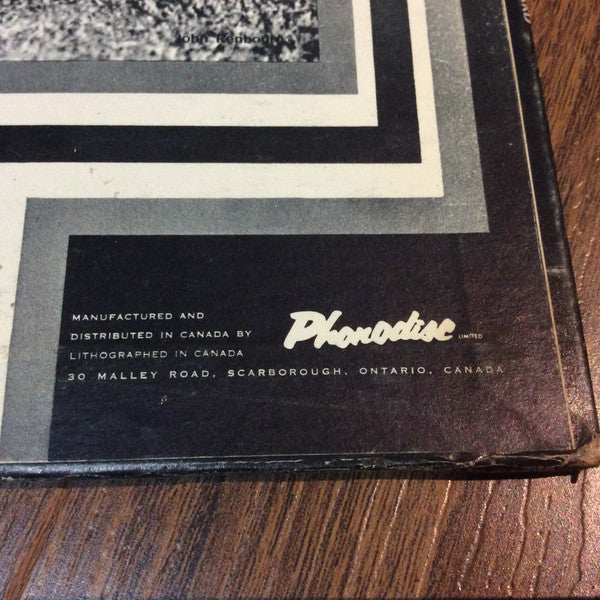 John Renbourn
MANUFACTURED AND
DISTRIBUTED IN CANADA BY
LITHOGRAPHED IN CANADA
Phonodisc LIMITED
30 MALLEY ROAD, SCARBOROUGH, ONTARIO, CANADA